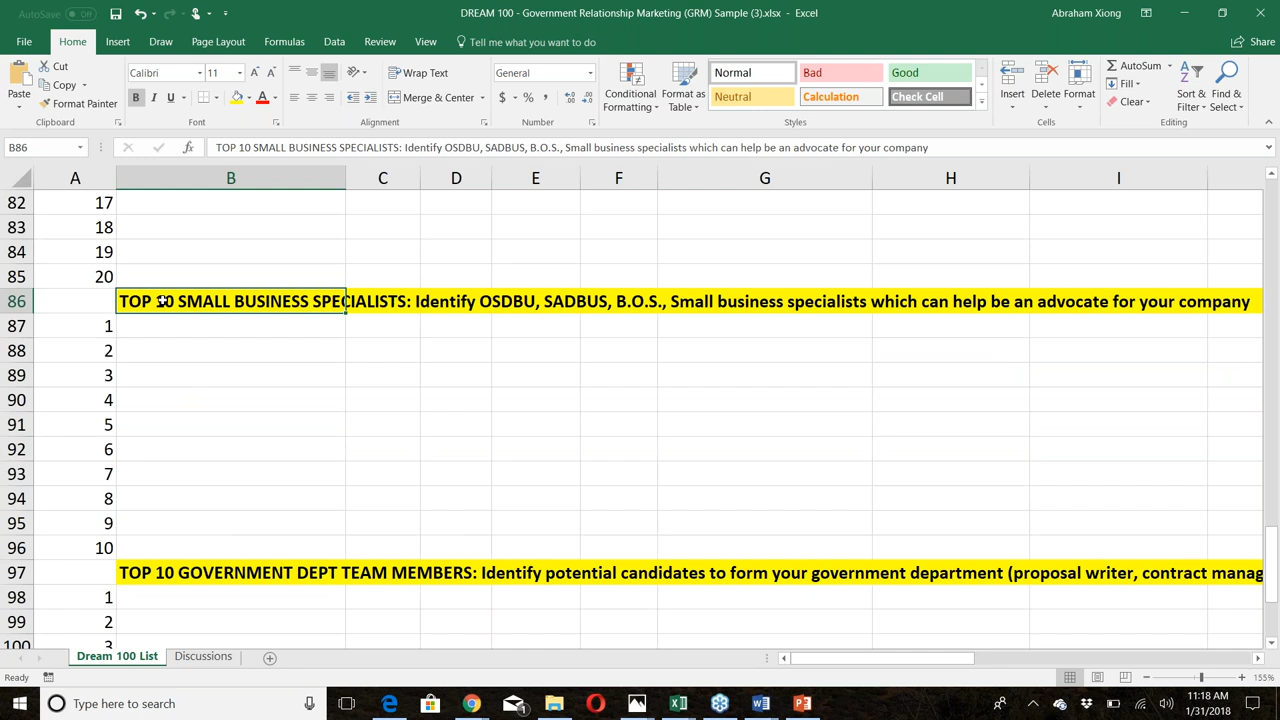 AutoSave Off
DREAM 100 - Government Relationship Marketing (GRM) Sample (3).xlsx - Excel
Abraham Xiong
File Home Insert Draw Page Layout Formulas Data Review View Tell me what you want to do Share
Paste
Cut
Copy
Format Painter
Clipboard
Calibri 11
B I U
Font
Wrap Text
Merge & Center
Alignment
General
$ % ,
Number
Conditional Formatting
Format as Table
Normal Bad Good
Neutral Calculation Check Cell
Styles
Insert Delete Format
Cells
AutoSum
Fill
Clear
Sort & Filter
Find & Select
Editing
B86 fx TOP 10 SMALL BUSINESS SPECIALISTS: Identify OSDBU, SADBUS, B.O.S., Small business specialists which can help be an advocate for your company
A B C D E F G H I
82 17
83 18
84 19
85 20
86 TOP 10 SMALL BUSINESS SPECIALISTS: Identify OSDBU, SADBUS, B.O.S., Small business specialists which can help be an advocate for your company
87 1
88 2
89 3
90 4
91 5
92 6
93 7
94 8
95 9
96 10
97 TOP 10 GOVERNMENT DEPT TEAM MEMBERS: Identify potential candidates to form your government department (proposal writer, contract manag
98 1
99 2
100 3
Dream 100 List Discussions
Ready 155%
Type here to search
11:18 AM
1/31/2018